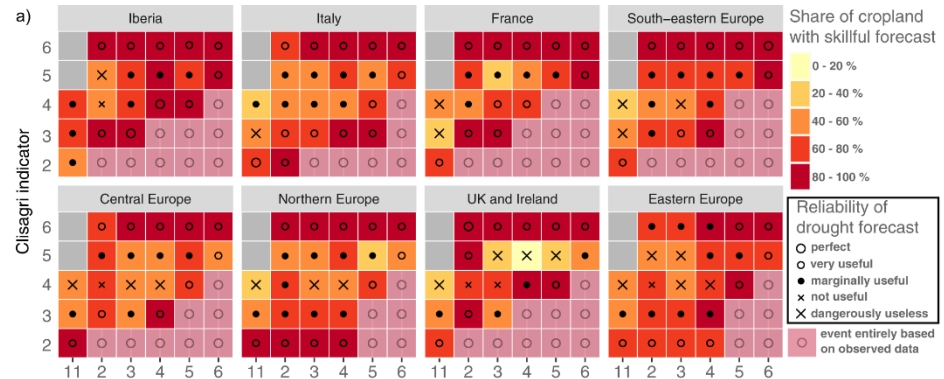 a)
Iberia
Italy
France
South-eastern Europe
Share of cropland
with skillful forecast
0 - 20 %
20 - 40 %
40 - 60 %
60 - 80 %
80 - 100 %
6
5
4
3
2
Clisagri indicator
Central Europe
Northern Europe
UK and Ireland
Eastern Europe
6
5
4
3
2
11 2 3 4 5 6
11 2 3 4 5 6
11 2 3 4 5 6
11 2 3 4 5 6
Reliability of
drought forecast
perfect
very useful
marginally useful
not useful
dangerously useless
event entirely based
on observed data